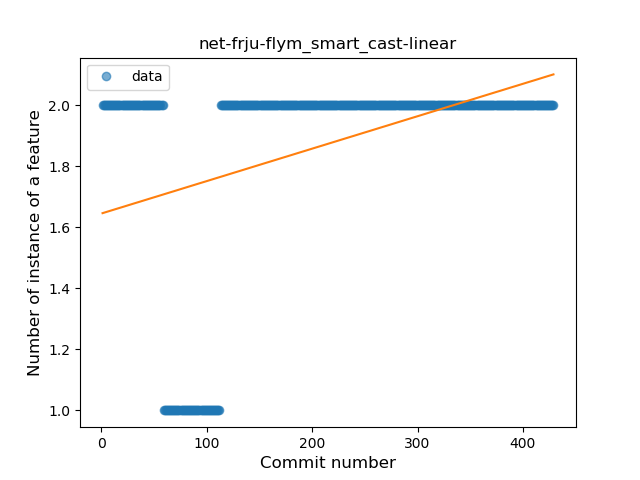 net-frju-flym_smart_cast-linear
data
Number of instance of a feature
2.0
1.8
1.6
1.4
1.2
1.0
0
100
200
300
400
Commit number